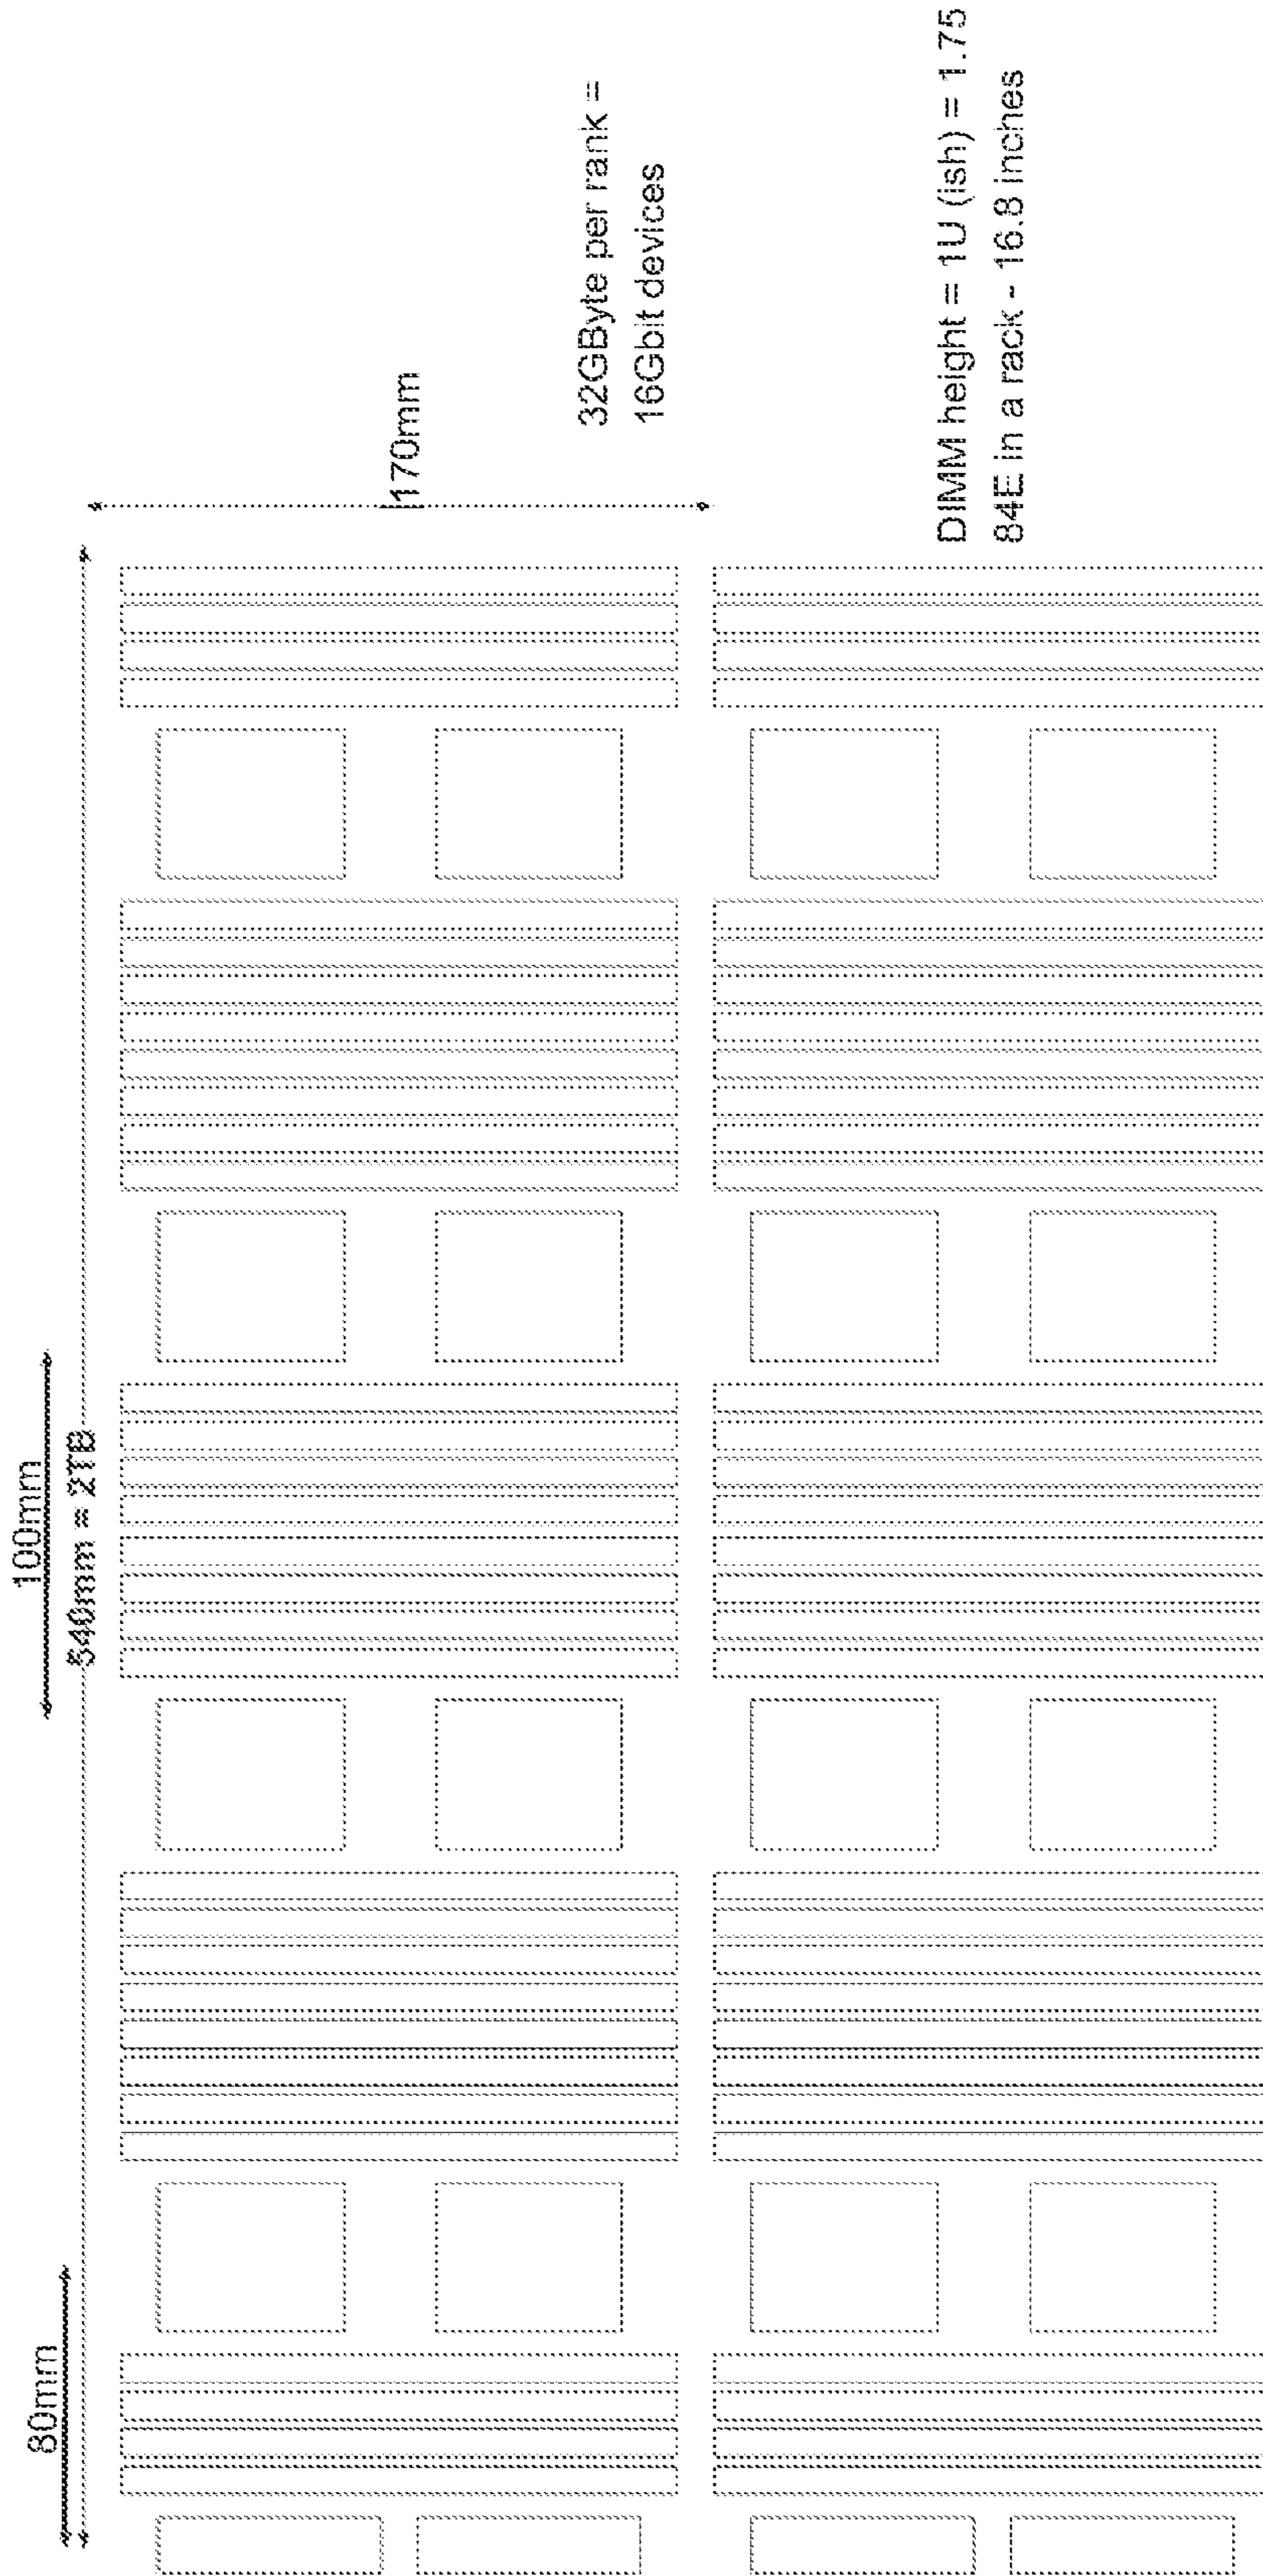 80mm
100mm
540mm = 2TB
170mm
32GByte per rank =
16Gbit devices
DIMM height = 1U (ish) = 1.75
84E in a rack - 16.8 inches